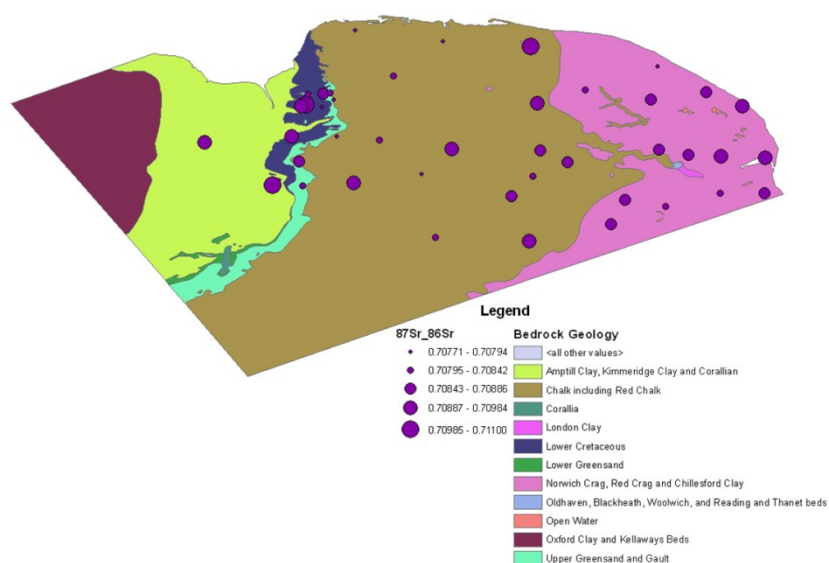 Legend
87Sr_86Sr
0.70771 - 0.70794
0.70795 - 0.70842
0.70843 - 0.70886
0.70887 - 0.70984
0.70985 - 0.71100
Bedrock Geology
<all other values>
Amptill Clay, Kimmeridge Clay and Corallian
Chalk including Red Chalk
Corallia
London Clay
Lower Cretaceous
Lower Greensand
Norwich Crag, Red Crag and Chillesford Clay
Oldhaven, Blackheath, Woolwich, and Reading and Thanet beds
Open Water
Oxford Clay and Kellaways Beds
Upper Greensand and Gault